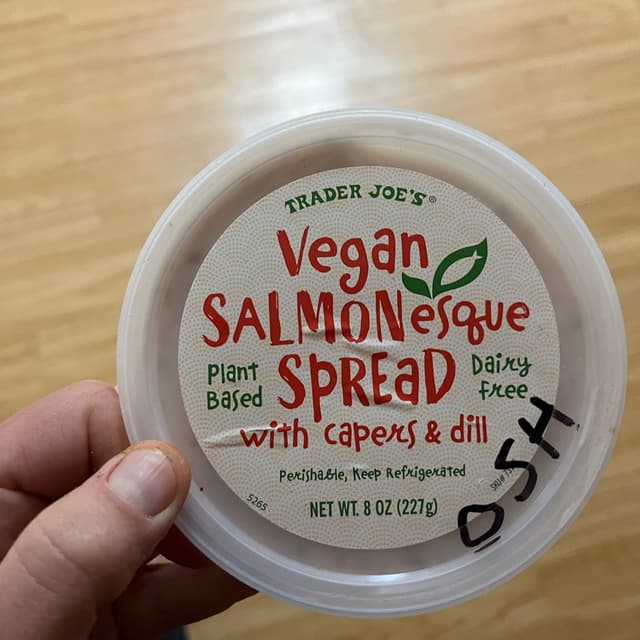 TRADER JOE'S®
Vegan
SALMONesque
Plant Based
SPREAD
Dairy free
with capers & dill
Perishable, Keep Refrigerated
5265
NET WT. 8 OZ (227g)
SKU#
OSH